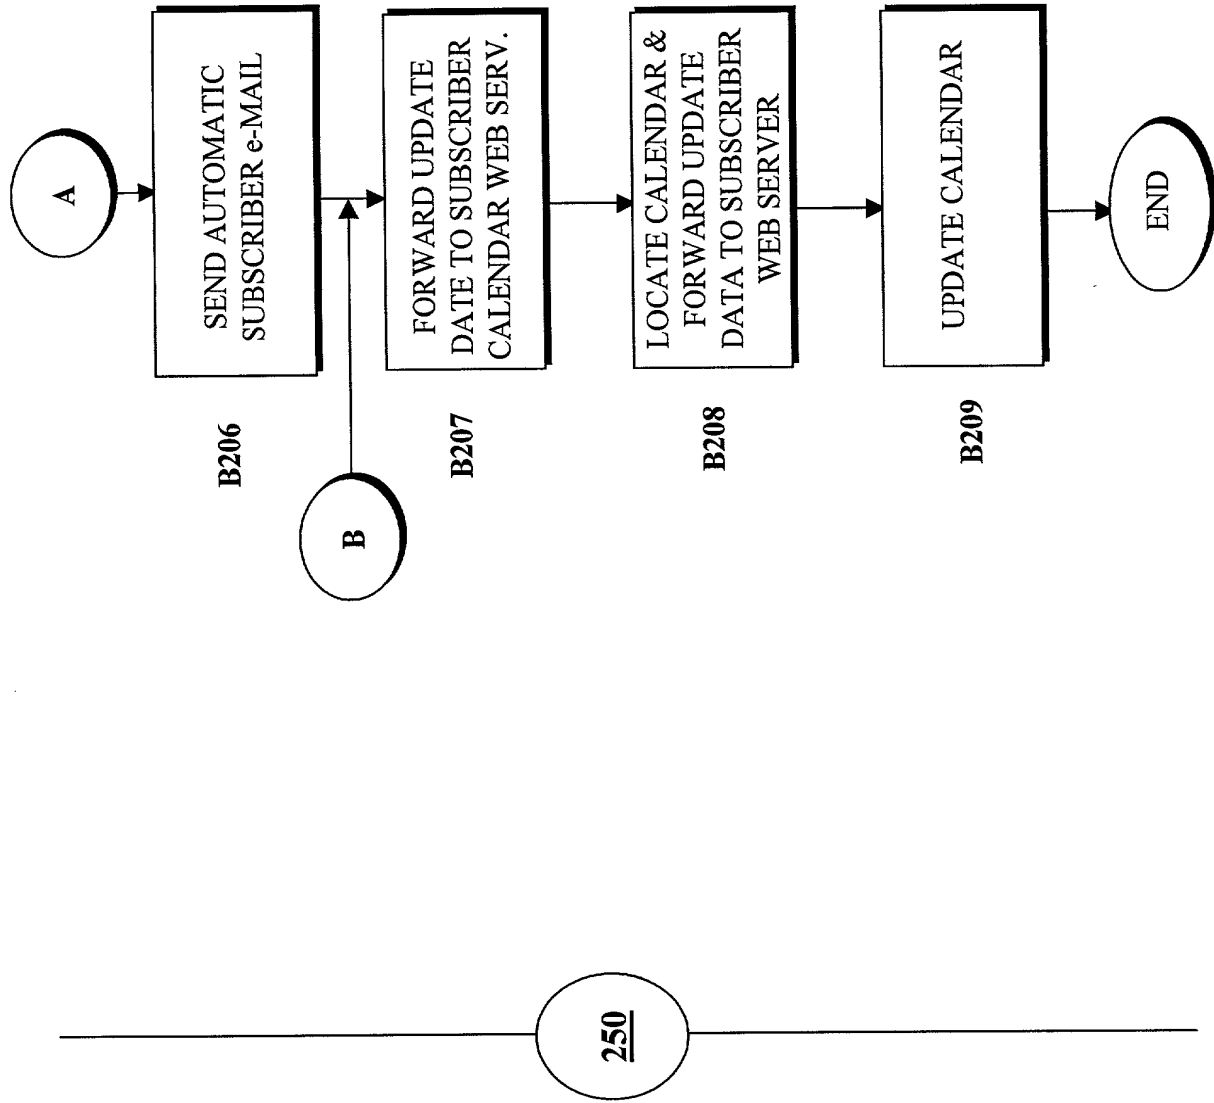 A
SEND AUTOMATIC
SUBSCRIBER e-MAIL
B206
B
FORWARD UPDATE
DATE TO SUBSCRIBER
CALENDAR WEB SERV.
B207
LOCATE CALENDAR &
FORWARD UPDATE
DATA TO SUBSCRIBER
WEB SERVER
B208
UPDATE CALENDAR
B209
END
250